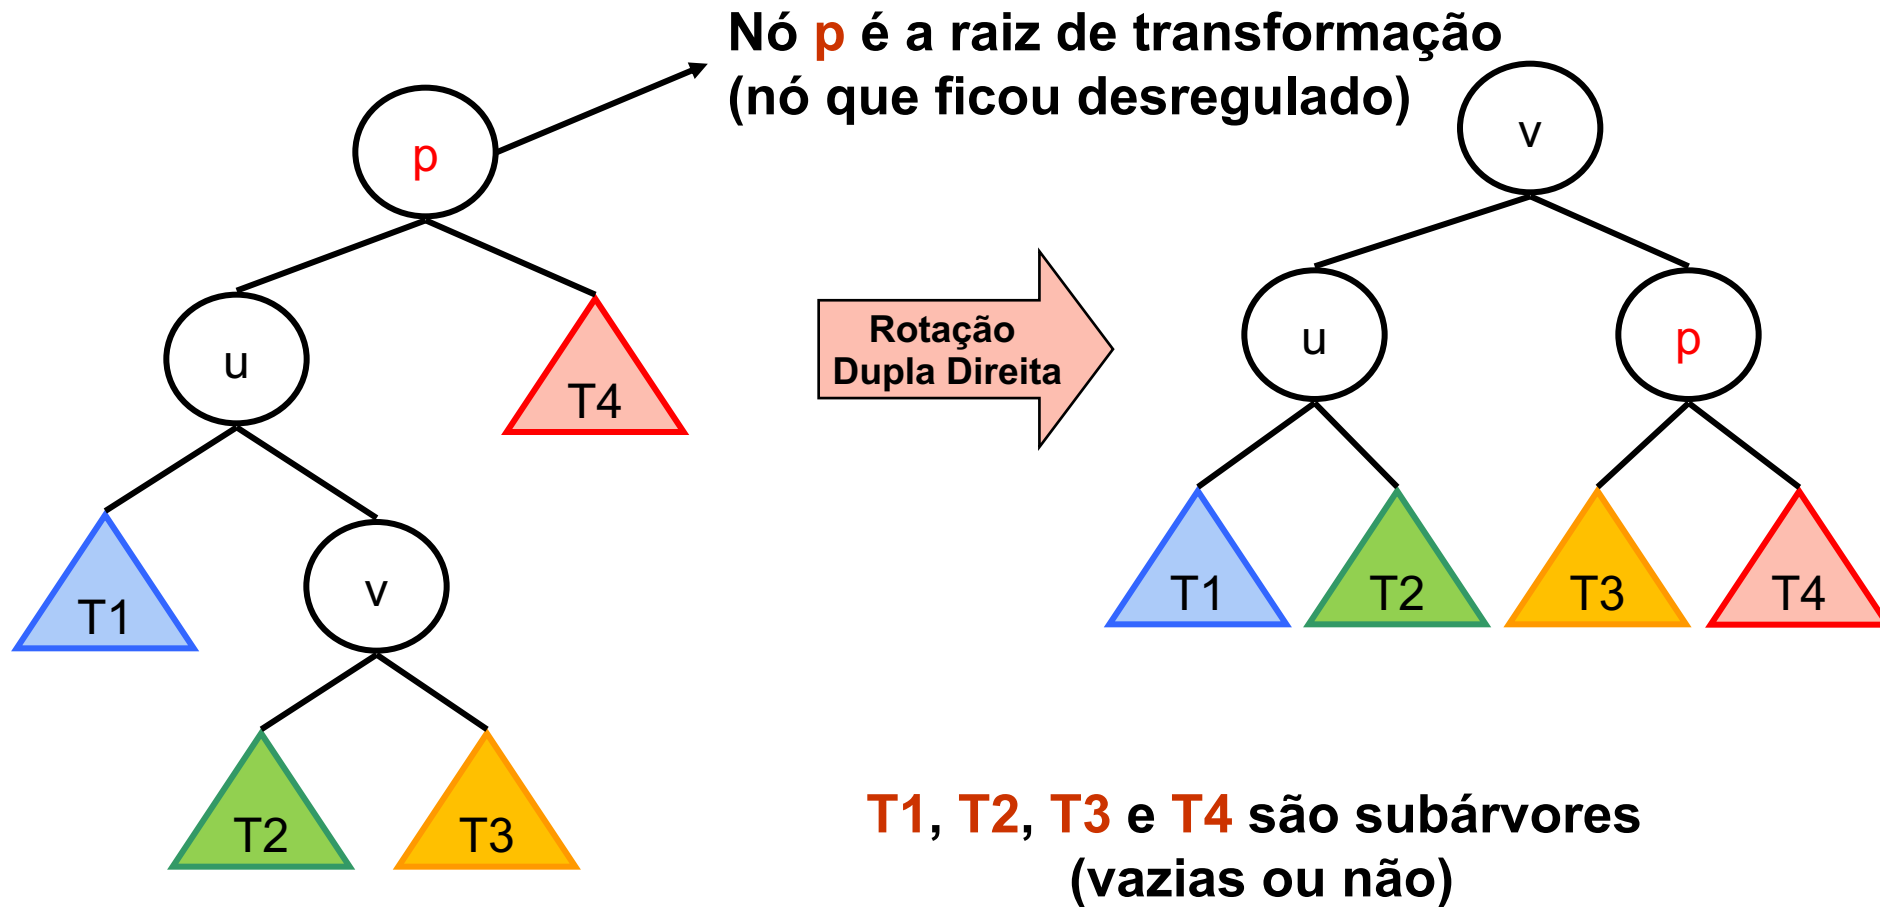 Nó p é a raiz de transformação
(nó que ficou desregulado)
p
u
T4
T1
v
T2
T3
Rotação
Dupla Direita
v
u
p
T1
T2
T3
T4
T1, T2, T3 e T4 são subárvores
(vazias ou não)